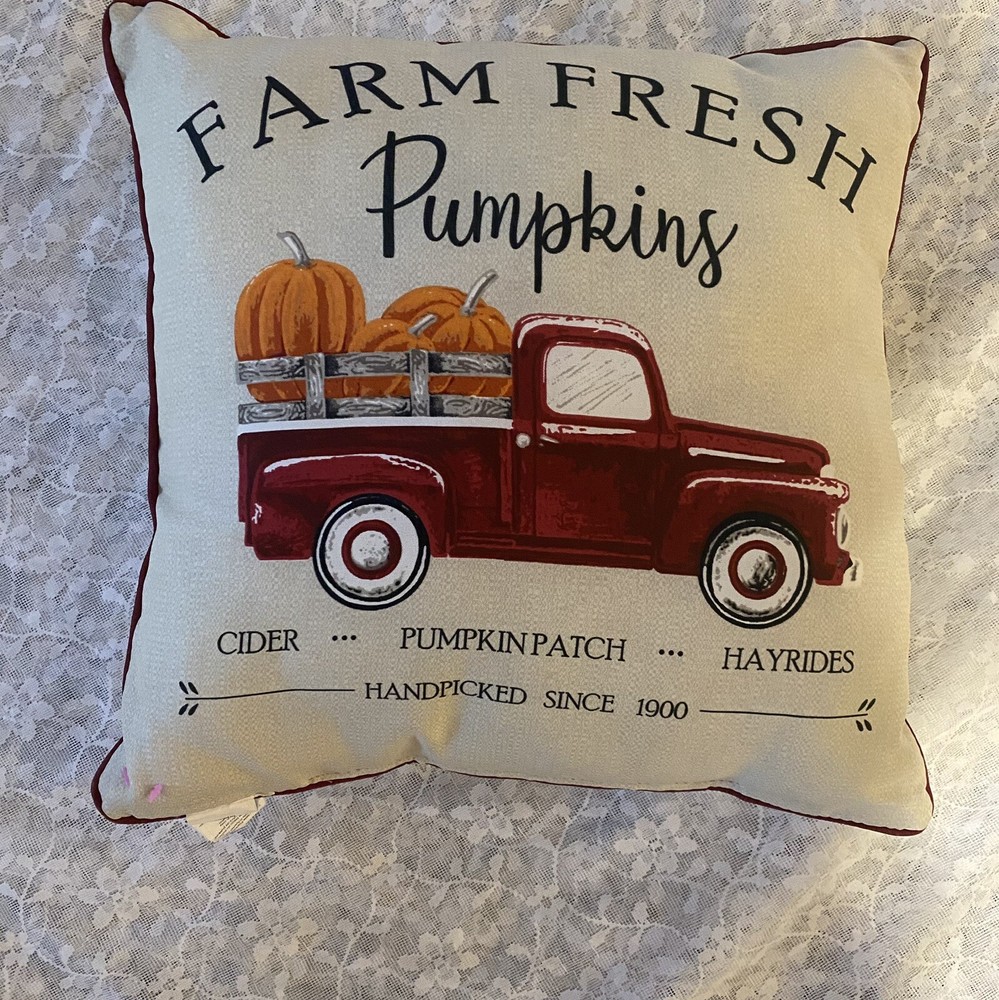 FARM FRESH
Pumpkins
CIDER ... PUMPKIN PATCH ... HAYRIDES
HANDPICKED SINCE 1900